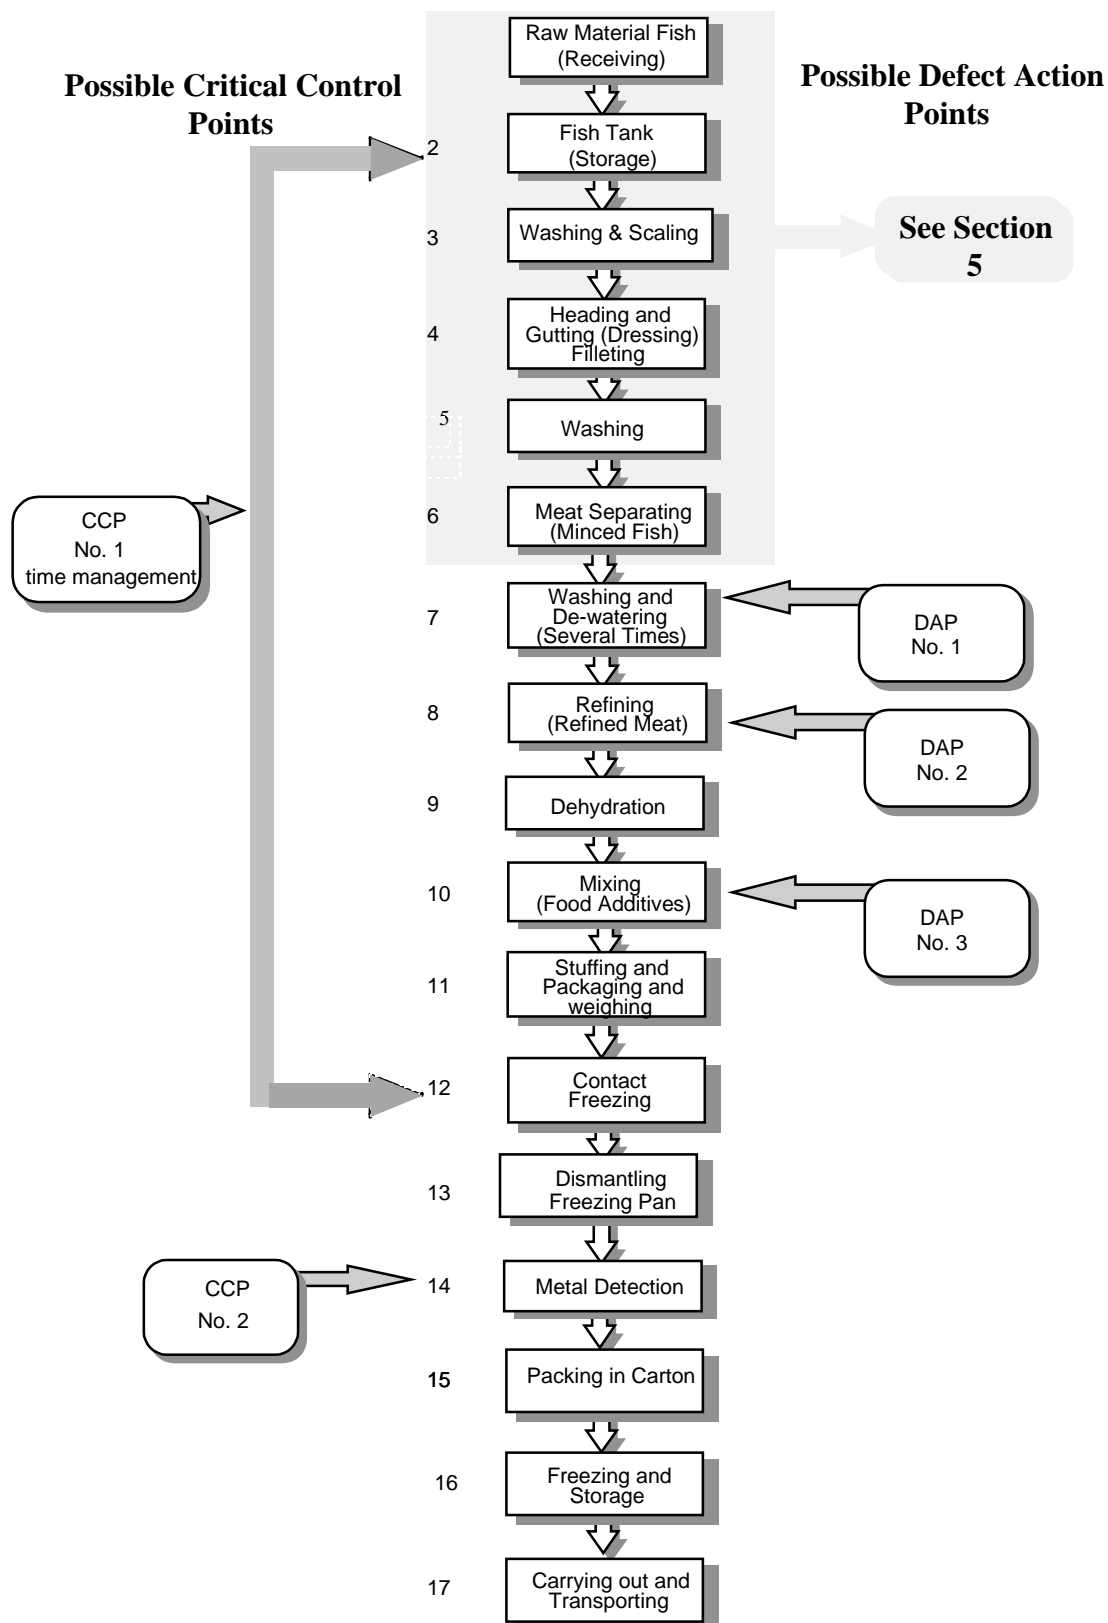 Raw Material Fish
(Receiving)
Possible Critical Control
Points
Possible Defect Action
Points
2
Fish Tank
(Storage)
3
Washing & Scaling
See Section
5
4
Heading and
Gutting (Dressing)
Filleting
5
Washing
6
Meat Separating
(Minced Fish)
CCP
No. 1
time management
7
Washing and
De-watering
(Several Times)
DAP
No. 1
8
Refining
(Refined Meat)
DAP
No. 2
9
Dehydration
10
Mixing
(Food Additives)
DAP
No. 3
11
Stuffing and
Packaging and
weighing
12
Contact
Freezing
13
Dismantling
Freezing Pan
CCP
No. 2
14
Metal Detection
15
Packing in Carton
16
Freezing and
Storage
17
Carrying out and
Transporting